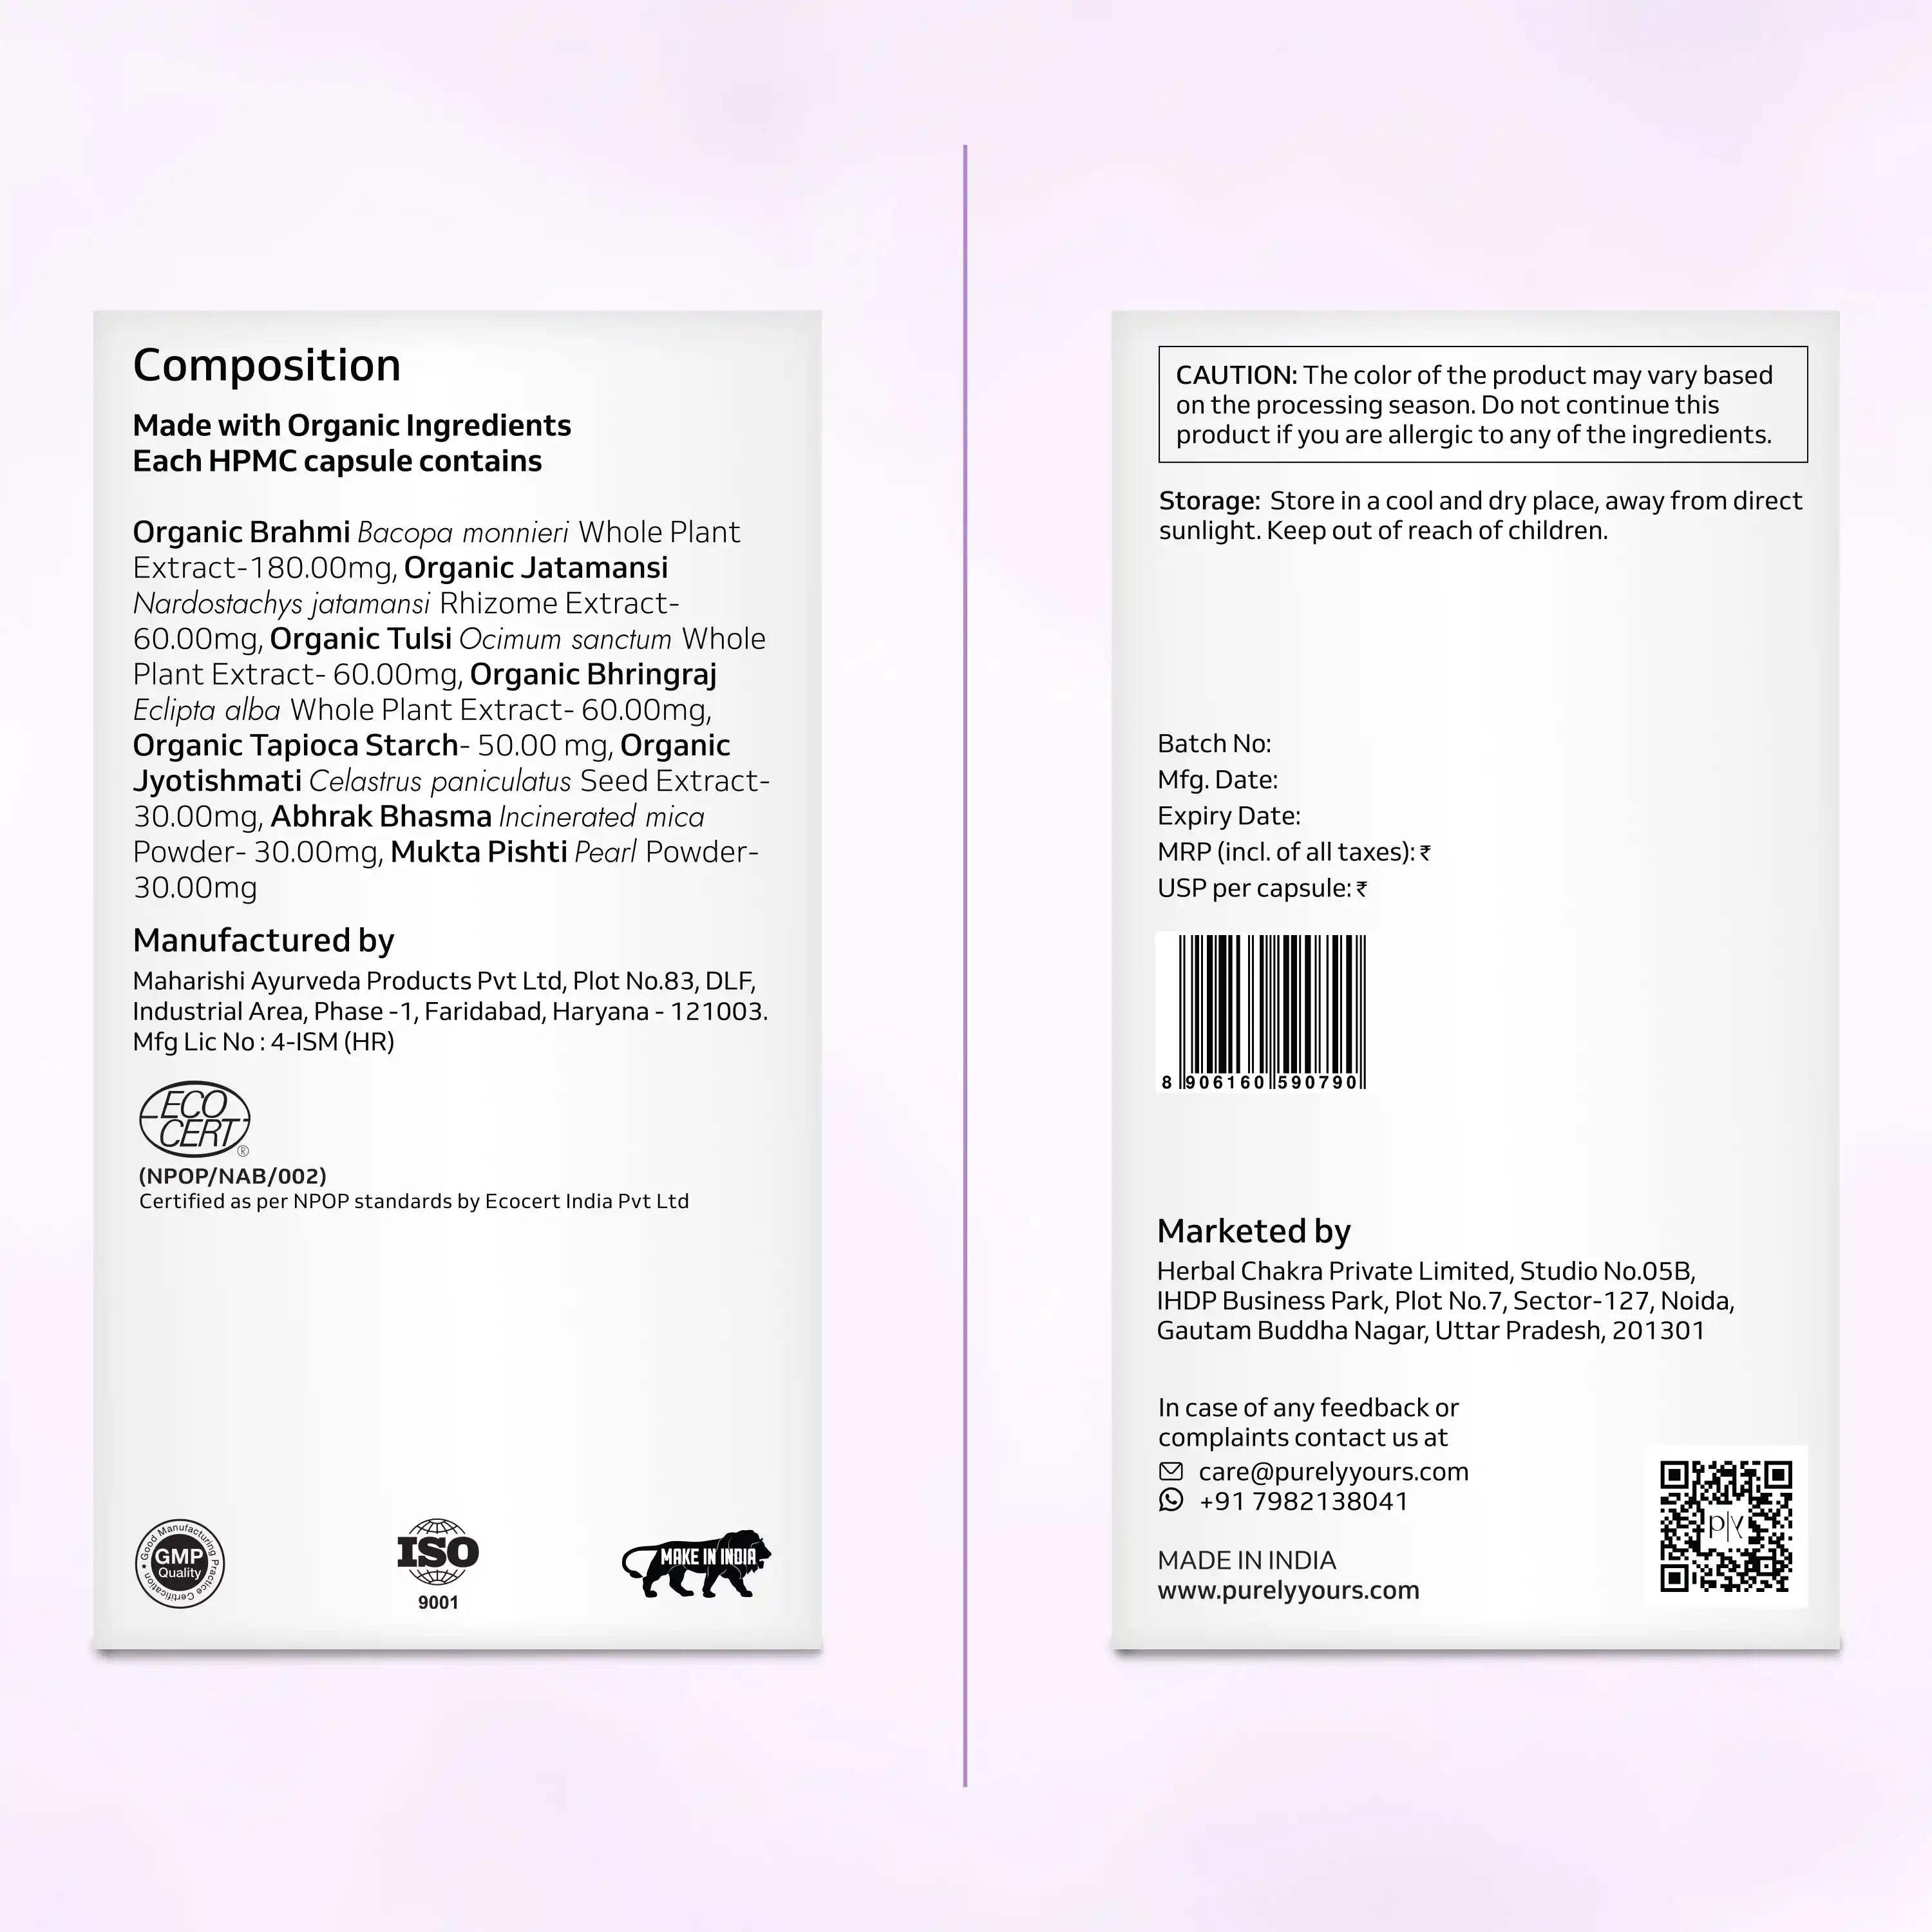 Composition
Made with Organic Ingredients
Each HPMC capsule contains
Organic Brahmi Bacopa monnieri Whole Plant
Extract-180.00mg, Organic Jatamansi
Nardostachys jatamansi Rhizome Extract-
60.00mg, Organic Tulsi Ocimum sanctum Whole
Plant Extract- 60.00mg, Organic Bhringraj
Eclipta alba Whole Plant Extract- 60.00mg,
Organic Tapioca Starch- 50.00 mg, Organic
Jyotishmati Celastrus paniculatus Seed Extract-
30.00mg, Abhrak Bhasma Incinerated mica
Powder- 30.00mg, Mukta Pishti Pearl Powder-
30.00mg
Manufactured by
Maharishi Ayurveda Products Pvt Ltd, Plot No.83, DLF,
Industrial Area, Phase -1, Faridabad, Haryana - 121003.
Mfg Lic No : 4-ISM (HR)
ECO
CERT®
(NPOP/NAB/002)
Certified as per NPOP standards by Ecocert India Pvt Ltd
Good Manufacturing Practice Certification
GMP
Quality
ISO
9001
MAKE IN INDIA
CAUTION: The color of the product may vary based
on the processing season. Do not continue this
product if you are allergic to any of the ingredients.
Storage: Store in a cool and dry place, away from direct
sunlight. Keep out of reach of children.
Batch No:
Mfg. Date:
Expiry Date:
MRP (incl. of all taxes): ₹
USP per capsule: ₹
8 906160 590790
Marketed by
Herbal Chakra Private Limited, Studio No.05B,
IHDP Business Park, Plot No.7, Sector-127, Noida,
Gautam Buddha Nagar, Uttar Pradesh, 201301
In case of any feedback or
complaints contact us at
care@purelyyours.com
+91 7982138041
MADE IN INDIA
www.purelyyours.com
p|y